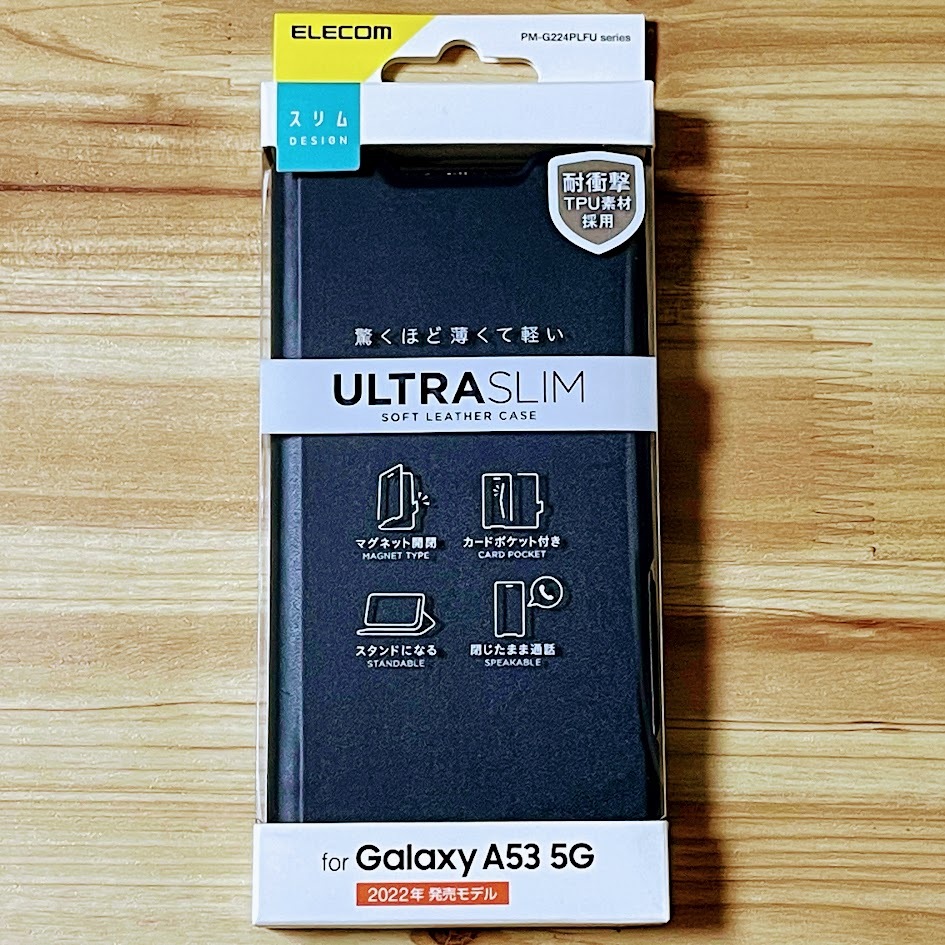 ELECOM
PM-G224PLFU series
スリム
DESIGN
耐衝撃
TPU素材
採用
驚くほど薄くて軽い
ULTRASLIM
SOFT LEATHER CASE
マグネット開閉
MAGNET TYPE
カードポケット付き
CARD POCKET
スタンドになる
STANDABLE
閉じたまま通話
SPEAKABLE
for Galaxy A53 5G
2022年 発売モデル